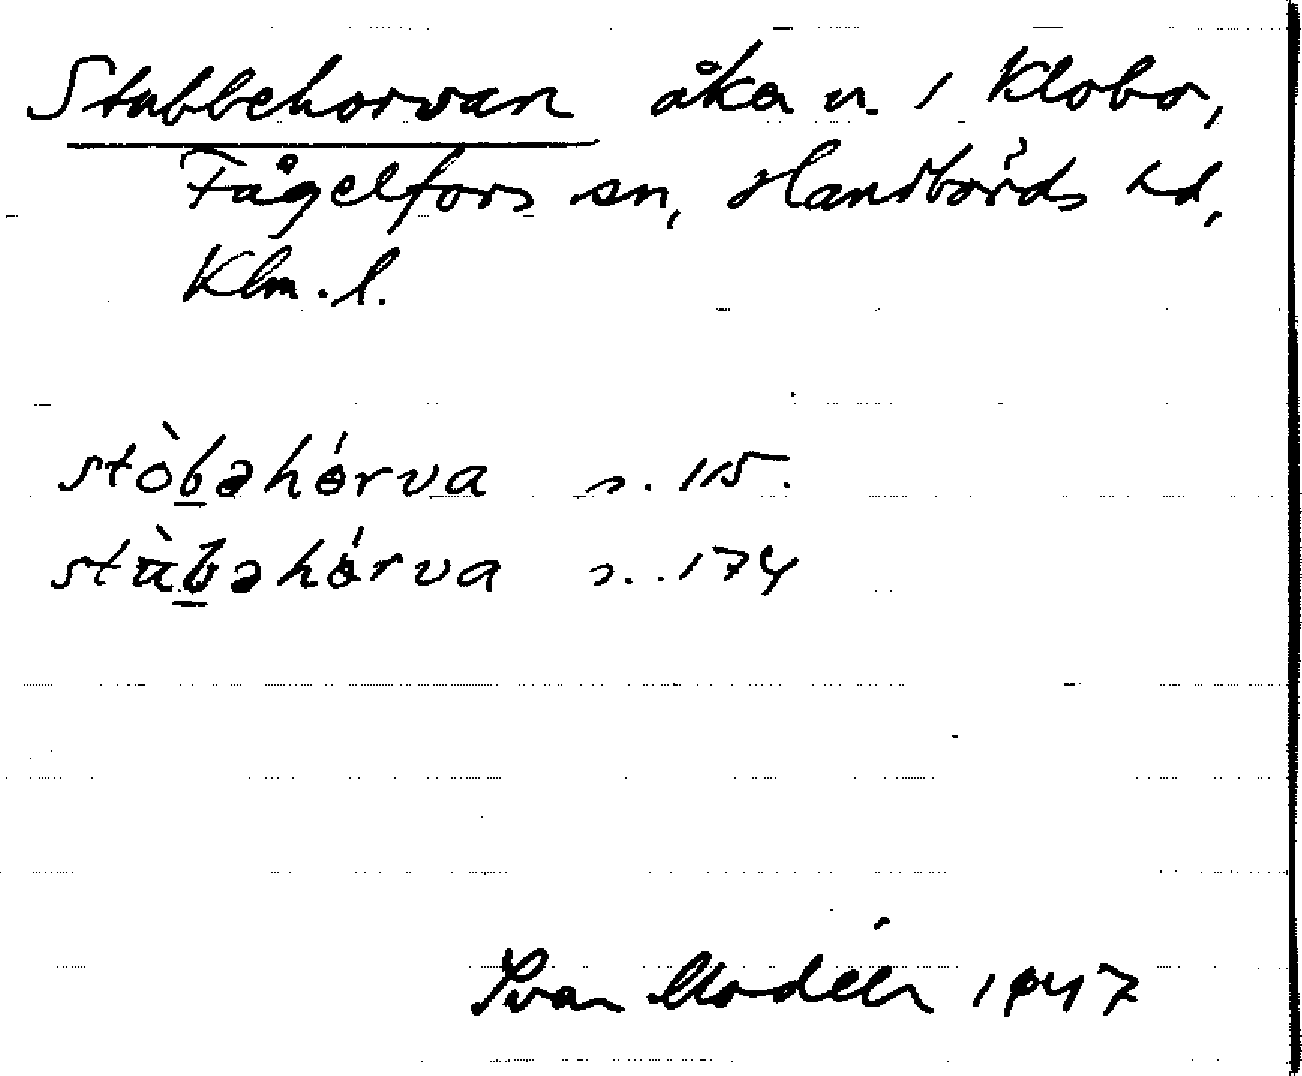 Stubbehorvan åker n. i Klobo,
Fågelfors sn, Handbörds hd,
Klm. l.
stòbəhórva s. 115.
stùbəhórva s. 174
Ivar Modéer 1947